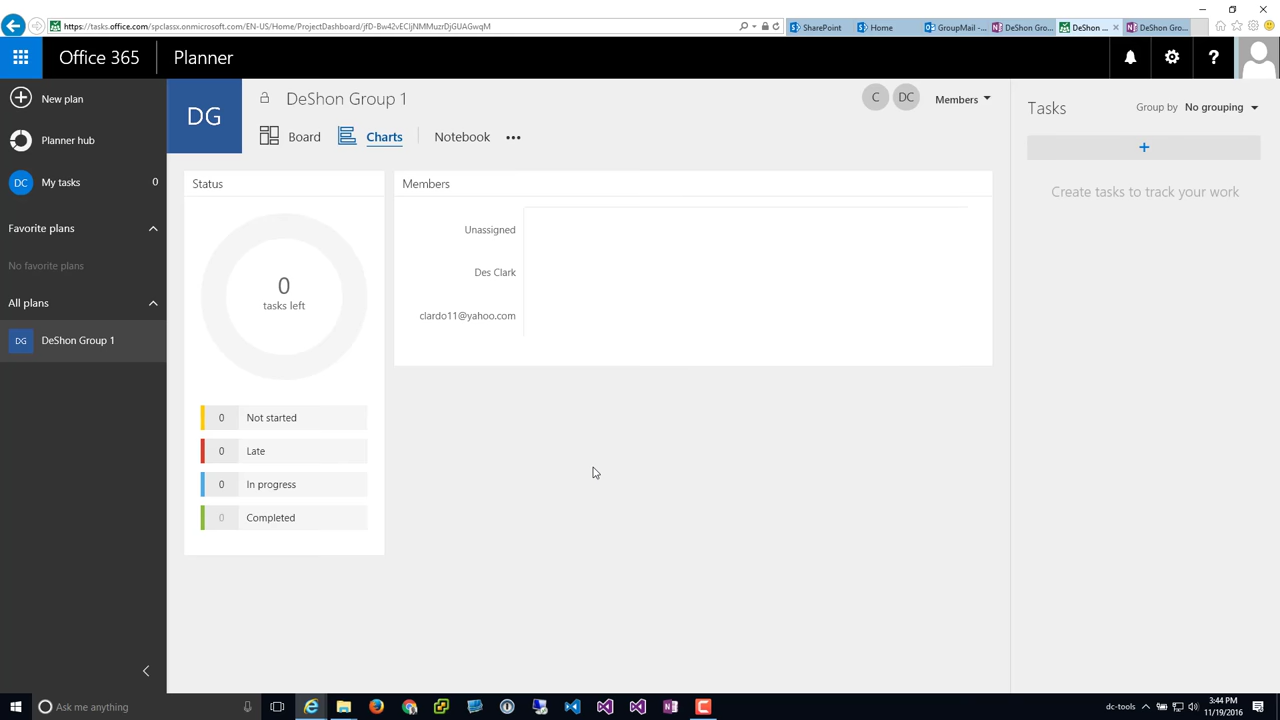 https://tasks.office.com/spclassx.onmicrosoft.com/EN-US/Home/ProjectDashboard/jfD-Bw42vECIjNMMuzrDjGUAGwqM
SharePoint
Home
GroupMail -...
DeShon Gro...
DeShon ...
DeShon Gro...
Office 365
Planner
New plan
Planner hub
DC
My tasks
0
Favorite plans
No favorite plans
All plans
DG
DeShon Group 1
DG
DeShon Group 1
Board
Charts
Notebook
C
DC
Members
Status
0
tasks left
0 Not started
0 Late
0 In progress
0 Completed
Members
Unassigned
Des Clark
clardo11@yahoo.com
Tasks
Group by No grouping
+
Create tasks to track your work
Ask me anything
dc-tools
3:44 PM
11/19/2016